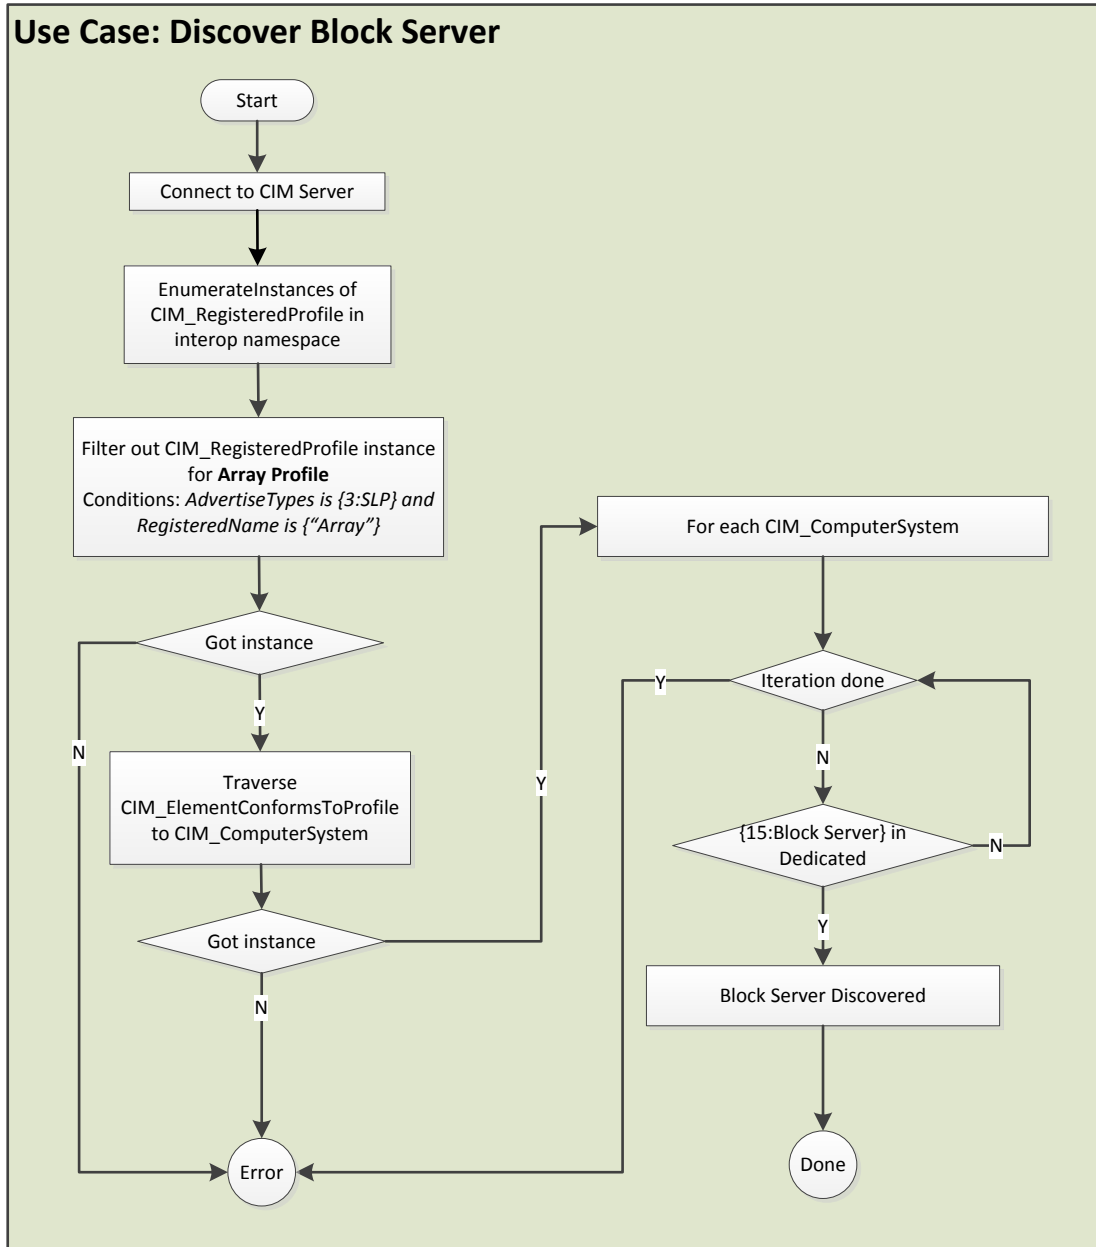 Use Case: Discover Block Server
Start
Connect to CIM Server
EnumerateInstances of
CIM_RegisteredProfile in
interop namespace
Filter out CIM_RegisteredProfile instance
for Array Profile
Conditions: AdvertiseTypes is {3:SLP} and
RegisteredName is {“Array”}
Got instance
N
Y
Traverse
CIM_ElementConformsToProfile
to CIM_ComputerSystem
Got instance
Y
N
Error
For each CIM_ComputerSystem
Iteration done
Y
N
{15:Block Server} in
Dedicated
N
Y
Block Server Discovered
Done